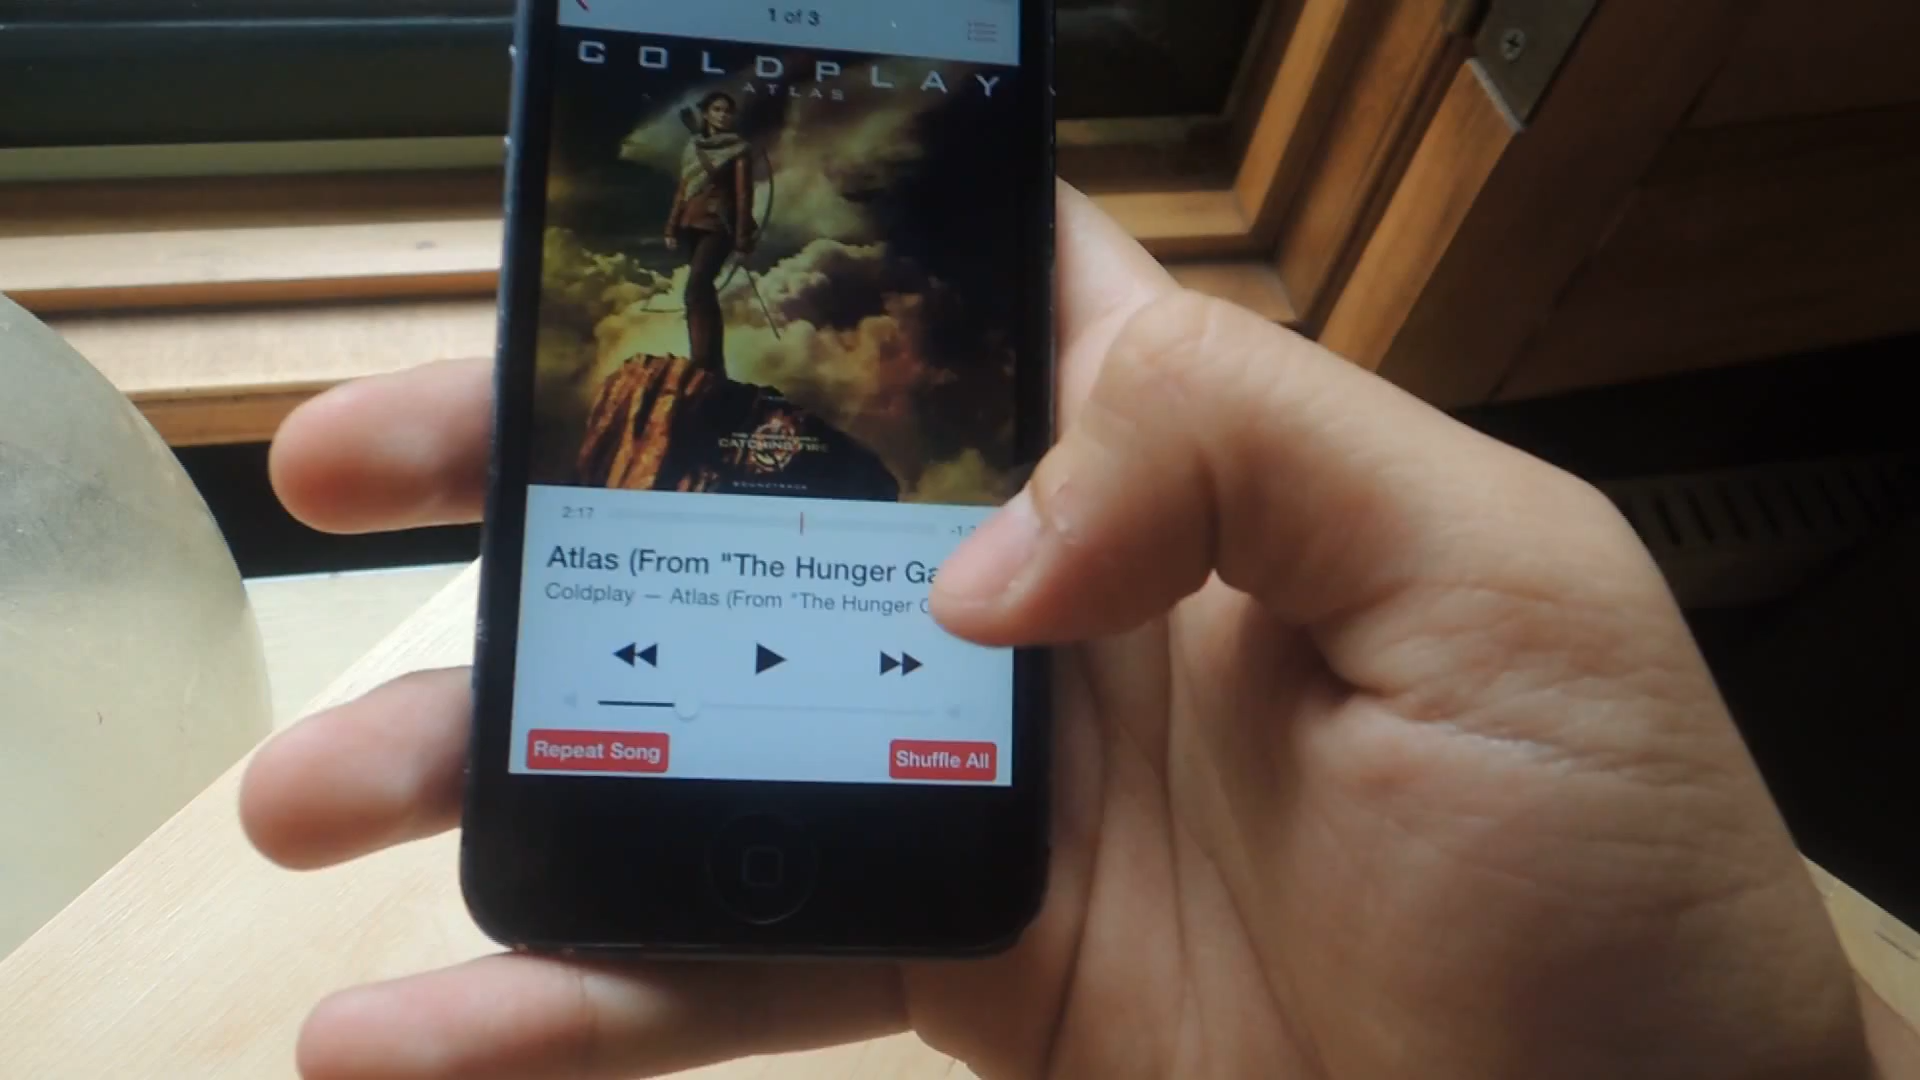 1 of 3
COLDPLAY
ATLAS
CATCHING FIRE
SOUNDTRACK
2:17
Atlas (From "The Hunger Ga
Coldplay — Atlas (From "The Hunger G
Repeat Song
Shuffle All